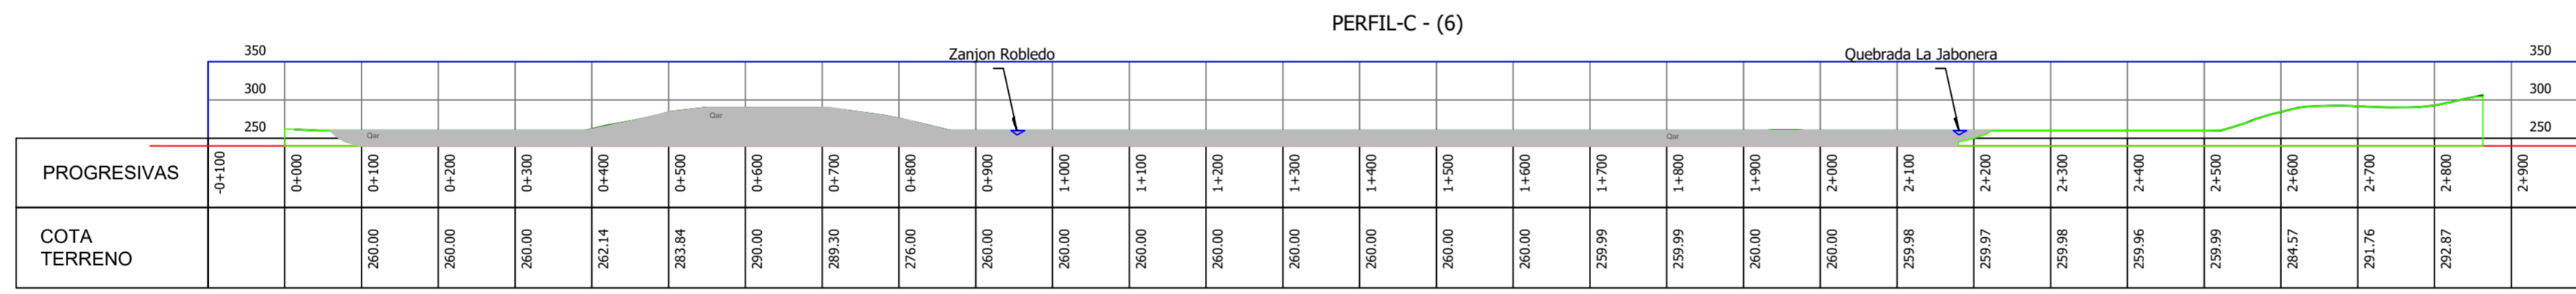 PERFIL-C - (6)
350 Zanjon Robledo Quebrada La Jabonera 350
300 300
250 250
Qar Qar Qar
PROGRESIVAS -0+100 0+000 0+100 0+200 0+300 0+400 0+500 0+600 0+700 0+800 0+900 1+000 1+100 1+200 1+300 1+400 1+500 1+600 1+700 1+800 1+900 2+000 2+100 2+200 2+300 2+400 2+500 2+600 2+700 2+800 2+900
COTA
TERRENO 260.00 260.00 260.00 262.14 283.84 290.00 289.30 276.00 260.00 260.00 260.00 260.00 260.00 260.00 260.00 260.00 259.99 259.99 260.00 260.00 259.98 259.97 259.98 259.96 259.99 284.57 291.76 292.87